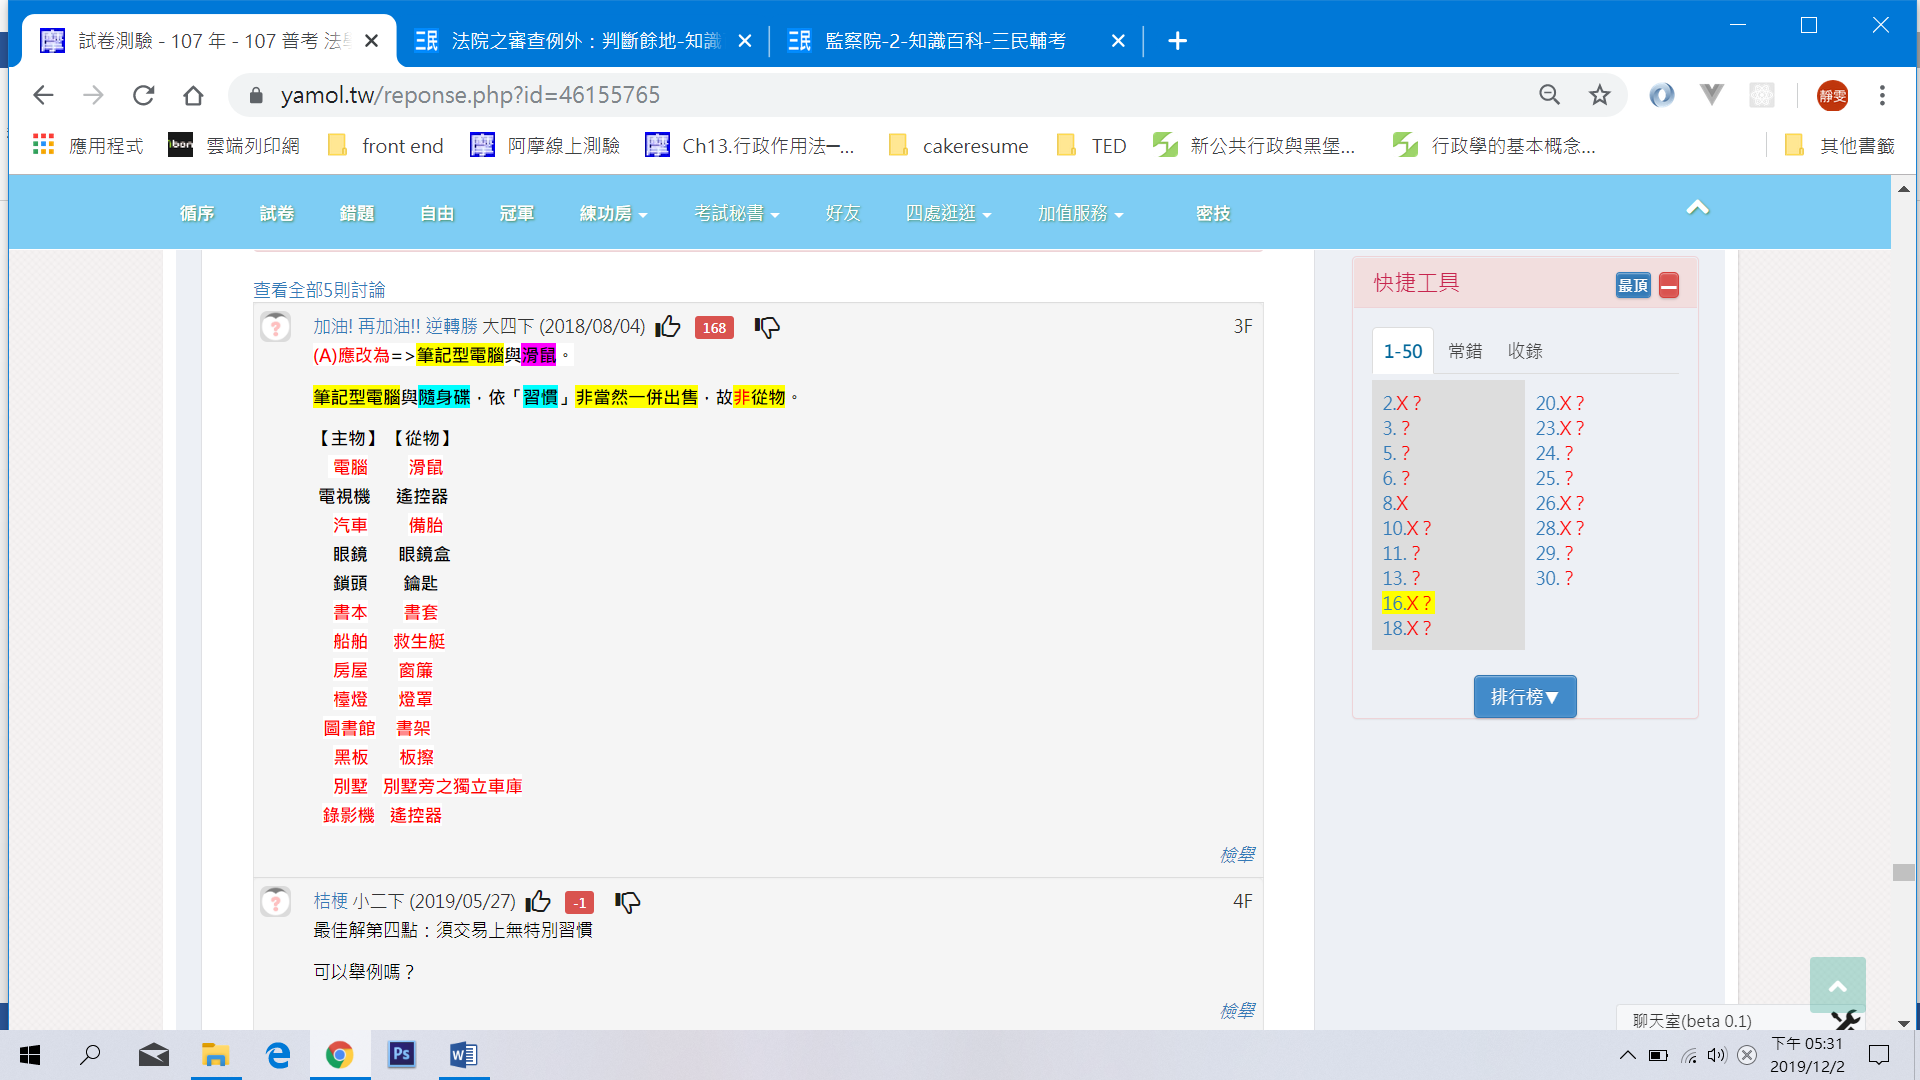 試卷測驗 - 107 年 - 107 普考 法
法院之審查例外：判斷餘地-知識
監察院-2-知識百科-三民輔考
yamol.tw/reponse.php?id=46155765
靜雯
應用程式
ibon
雲端列印網
front end
摩
阿摩線上測驗
摩
Ch13.行政作用法─...
cakeresume
TED
新公共行政與黑堡...
行政學的基本概念...
其他書籤
循序 試卷 錯題 自由 冠軍 練功房 考試秘書 好友 四處逛逛 加值服務 密技
查看全部5則討論
加油! 再加油!! 逆轉勝 大四下 (2018/08/04) 168 3F
(A)應改為=>筆記型電腦與滑鼠。
筆記型電腦與隨身碟，依「習慣」非當然一併出售，故非從物。
【主物】【從物】
電腦 滑鼠
電視機 遙控器
汽車 備胎
眼鏡 眼鏡盒
鎖頭 鑰匙
書本 書套
船舶 救生艇
房屋 窗簾
檯燈 燈罩
圖書館 書架
黑板 板擦
別墅 別墅旁之獨立車庫
錄影機 遙控器
檢舉
桔梗 小二下 (2019/05/27) -1 4F
最佳解第四點：須交易上無特別習慣
可以舉例嗎？
檢舉
快捷工具 最頂
1-50 常錯 收錄
2.X？ 20.X？
3.？ 23.X？
5.？ 24.？
6.？ 25.？
8.X 26.X？
10.X？ 28.X？
11.？ 29.？
13.？ 30.？
16.X？
18.X？
排行榜▼
聊天室(beta 0.1)
Ps
下午 05:31
2019/12/2